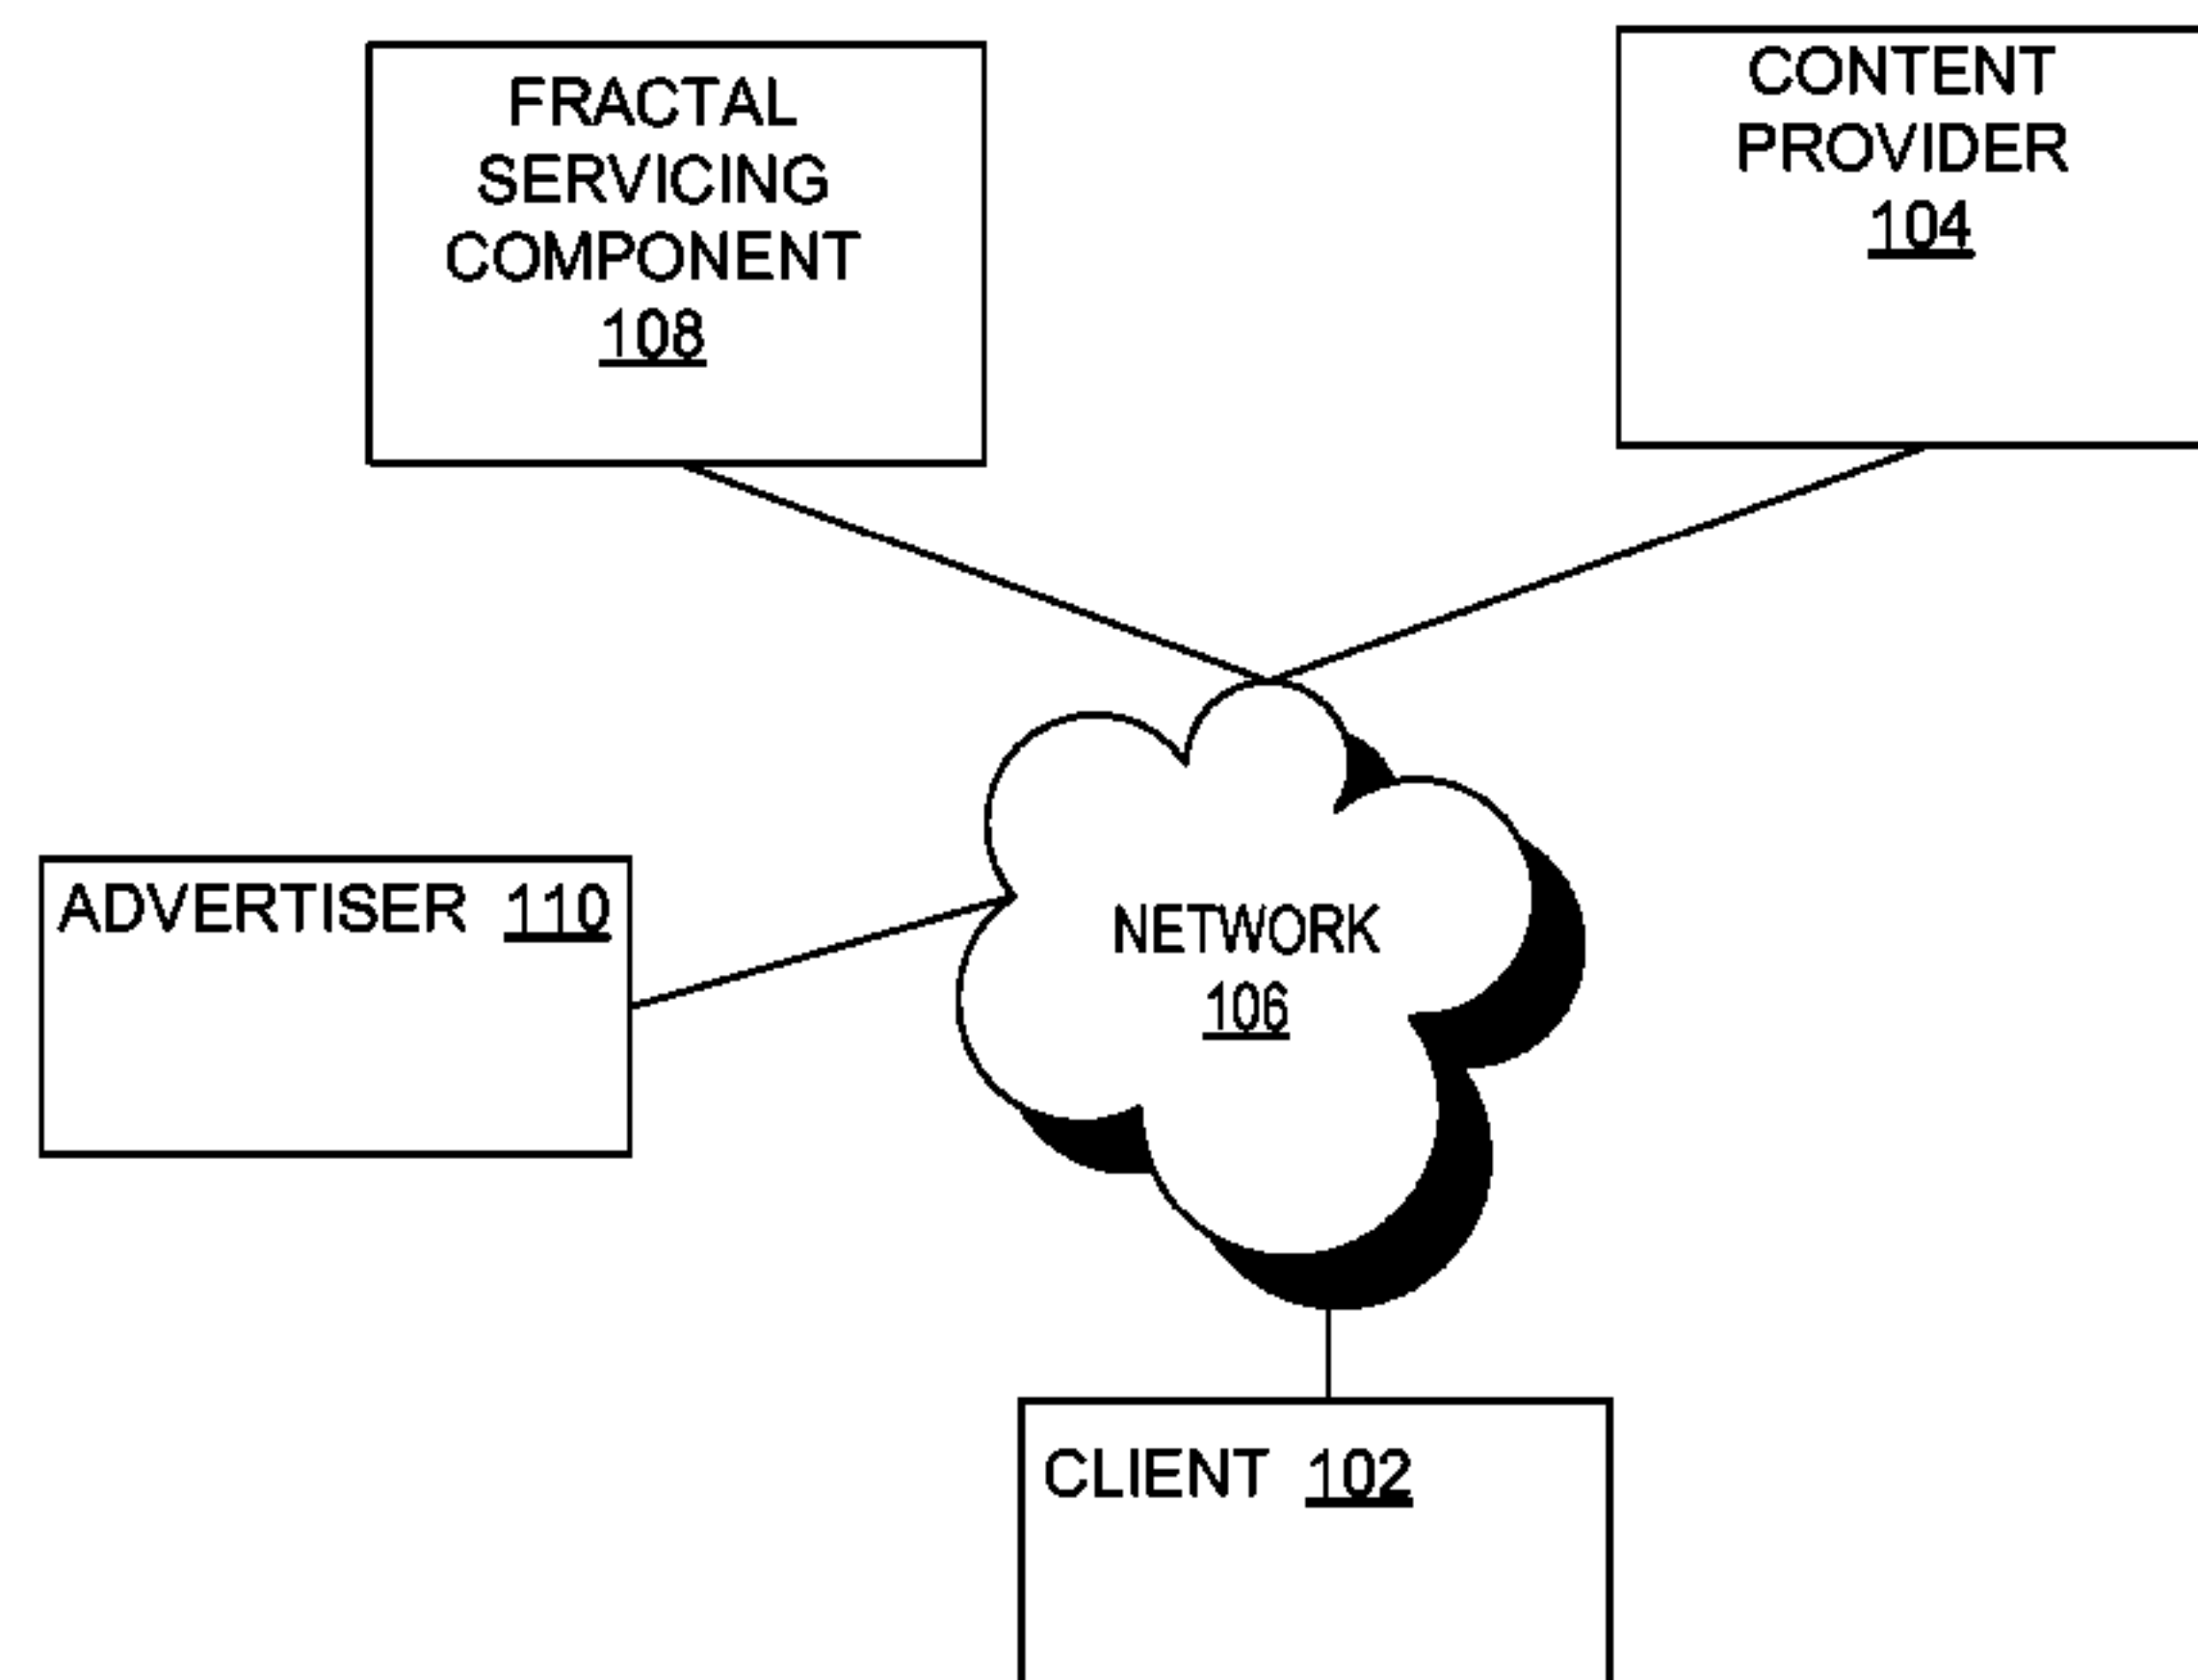 FRACTAL
SERVICING
COMPONENT
108
CONTENT
PROVIDER
104
ADVERTISER 110
NETWORK
106
CLIENT 102